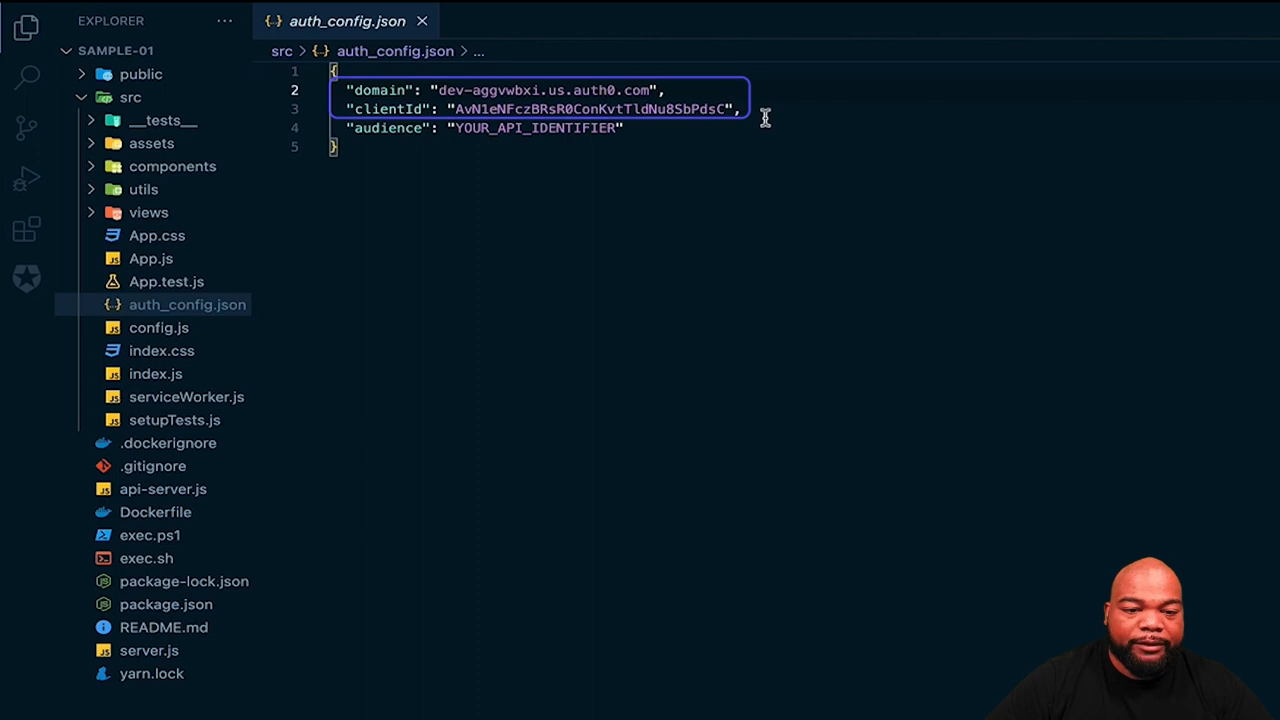 EXPLORER
SAMPLE-01
public
src
__tests__
assets
components
utils
views
App.css
App.js
App.test.js
auth_config.json
config.js
index.css
index.js
serviceWorker.js
setupTests.js
.dockerignore
.gitignore
api-server.js
Dockerfile
exec.ps1
exec.sh
package-lock.json
package.json
README.md
server.js
yarn.lock
{..} auth_config.json ×
src > {..} auth_config.json > ...
1 {
2 "domain": "dev-aggvwbxi.us.auth0.com",
3 "clientId": "AvN1eNFczBRsR0ConKvtTldNu8SbPdsC",
4 "audience": "YOUR_API_IDENTIFIER"
5 }